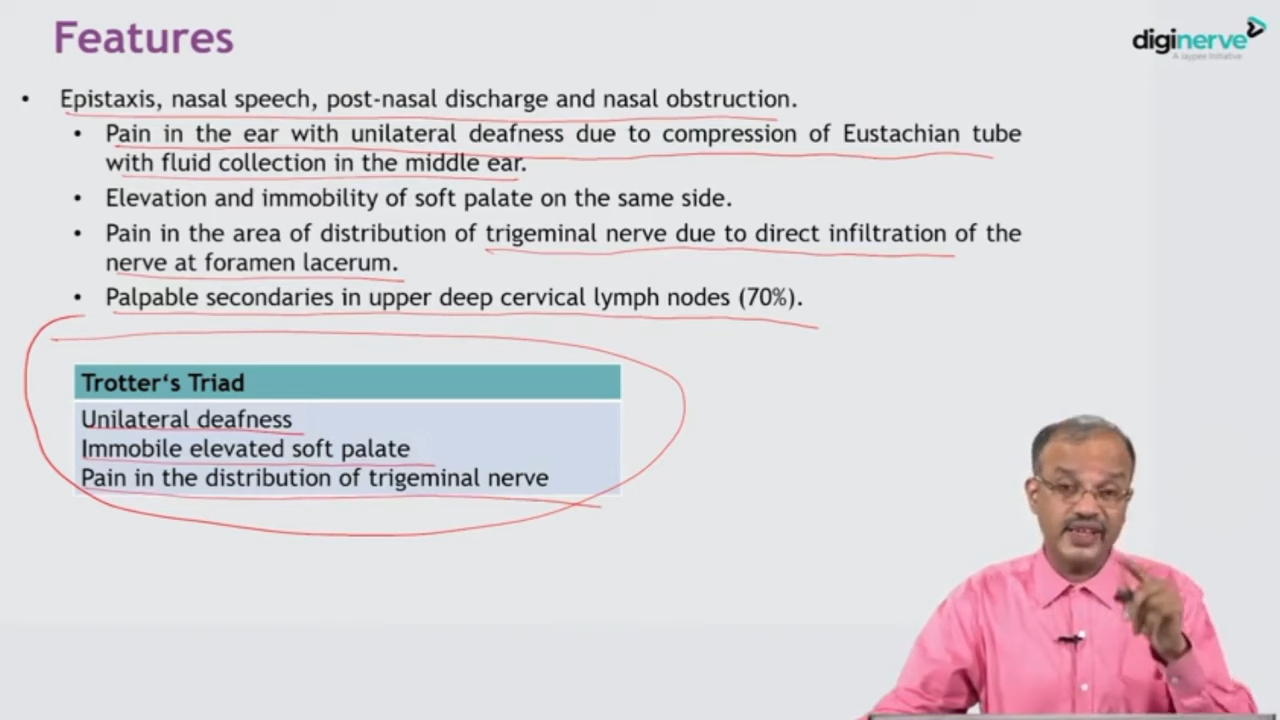 Features
diginerve
A Jaypee Initiative
• Epistaxis, nasal speech, post-nasal discharge and nasal obstruction.
• Pain in the ear with unilateral deafness due to compression of Eustachian tube
with fluid collection in the middle ear.
• Elevation and immobility of soft palate on the same side.
• Pain in the area of distribution of trigeminal nerve due to direct infiltration of the
nerve at foramen lacerum.
• Palpable secondaries in upper deep cervical lymph nodes (70%).
Trotter‘s Triad
Unilateral deafness
Immobile elevated soft palate
Pain in the distribution of trigeminal nerve